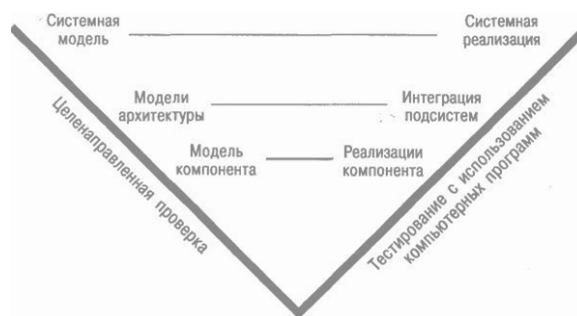 Системная
модель
Системная
реализация
Модели
архитектуры
Интеграция
подсистем
Модель
компонента
Реализации
компонента
Целенаправленная проверка
Тестирование с использованием
компьютерных программ